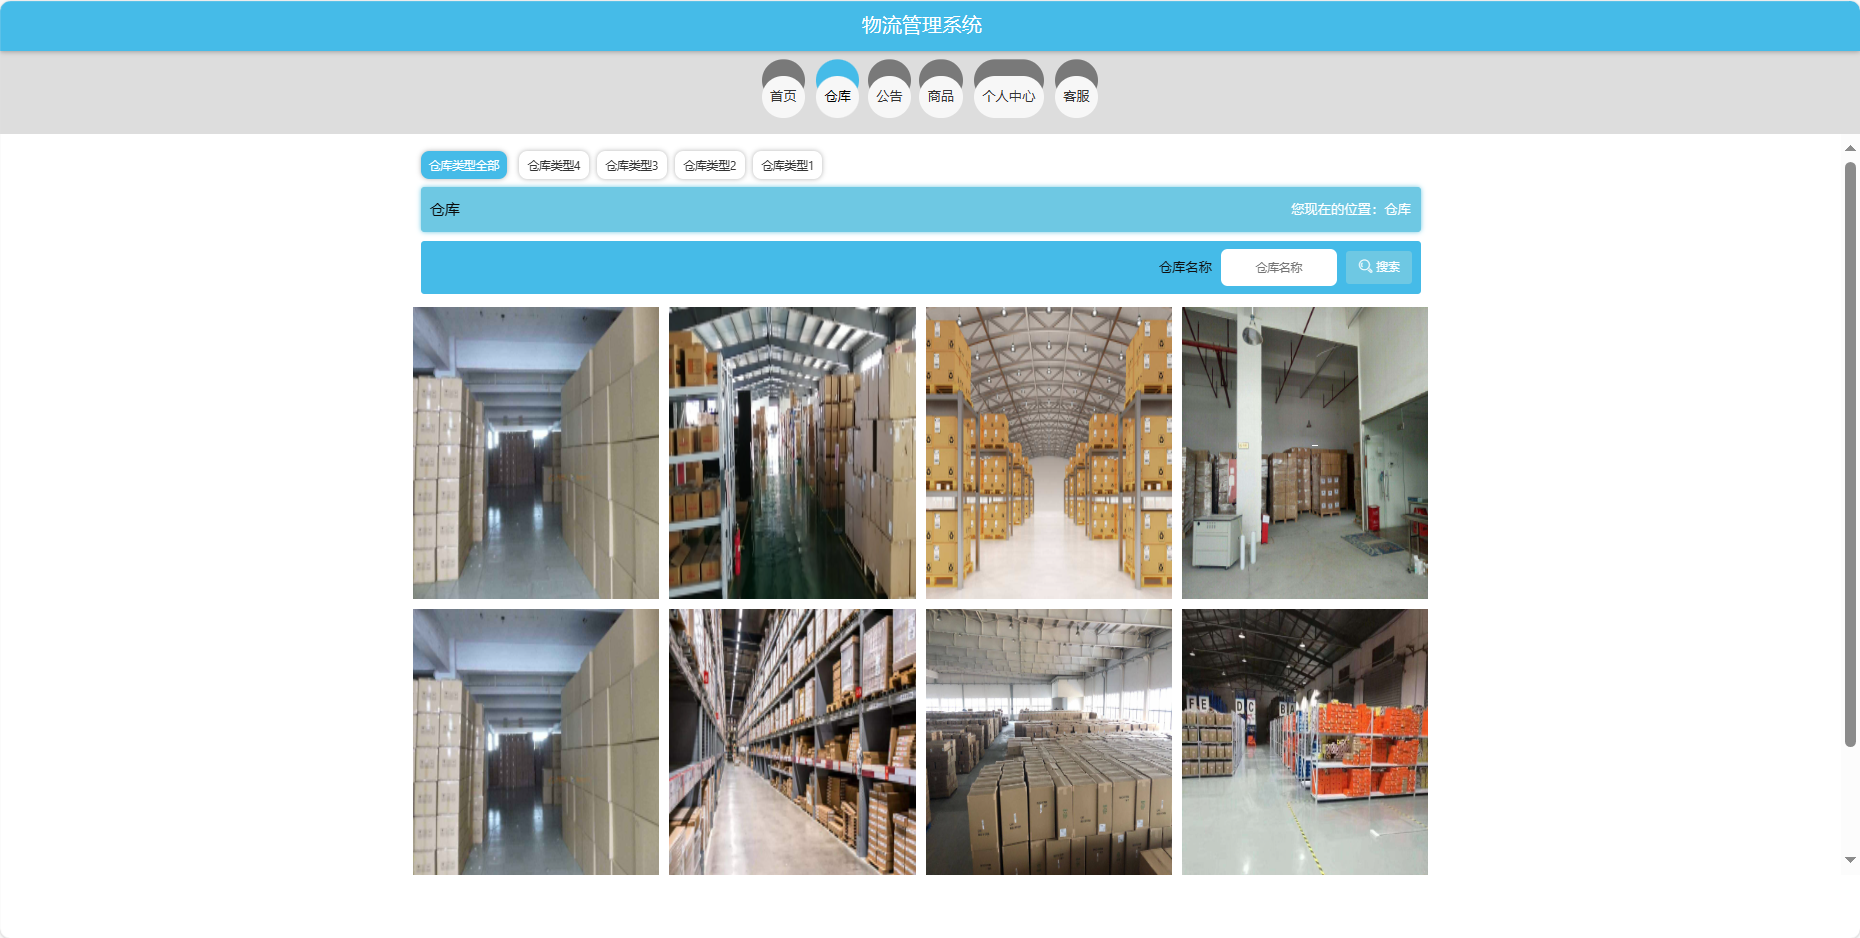 物流管理系统
首页 仓库 公告 商品 个人中心 客服
仓库类型全部 仓库类型4 仓库类型3 仓库类型2 仓库类型1
仓库 您现在的位置：仓库
仓库名称 仓库名称 搜索
F E D C B A